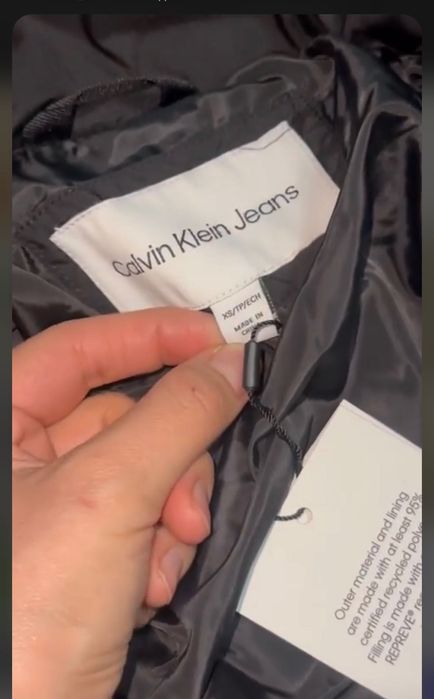 Calvin Klein Jeans
XS/TP/ECH
MADE IN
Outer material and lining
are made with at least 95%
certified recycled
Filling is made with
REPREVE®